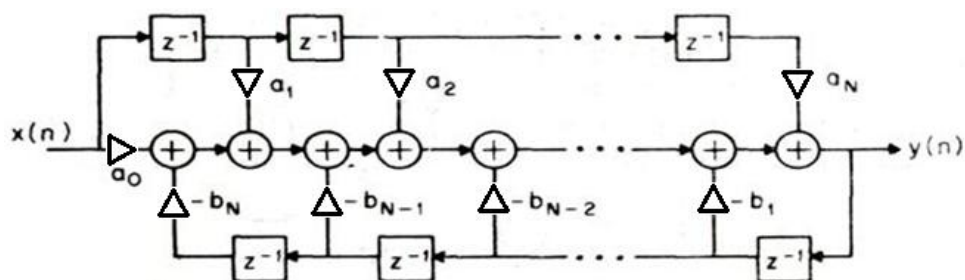 z⁻¹ z⁻¹ ... z⁻¹
a₁ a₂ a_N
x(n) + + + + + ... + + y(n)
a₀
-b_N -b_{N-1} -b_{N-2} -b₁
z⁻¹ z⁻¹ ... z⁻¹